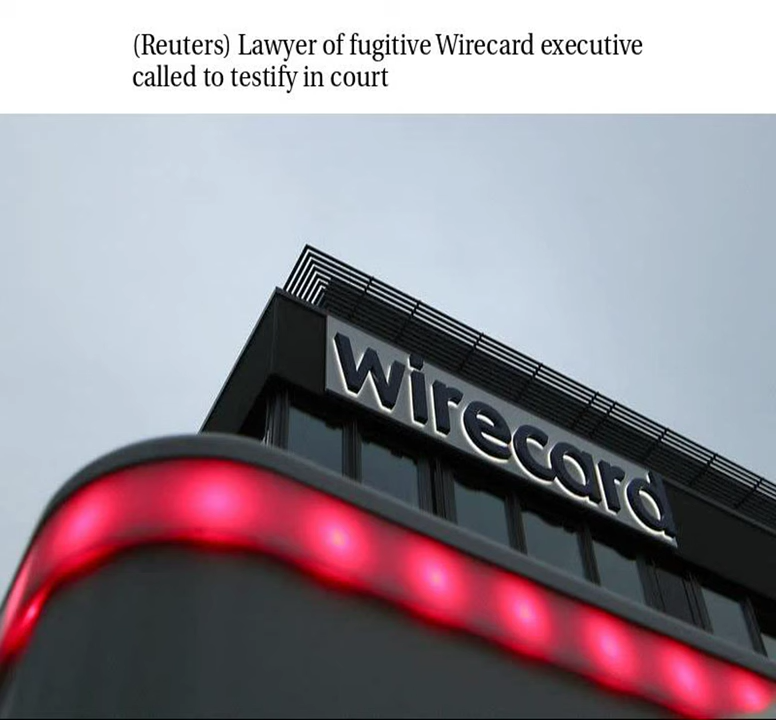 (Reuters) Lawyer of fugitive Wirecard executive
called to testify in court
wirecard